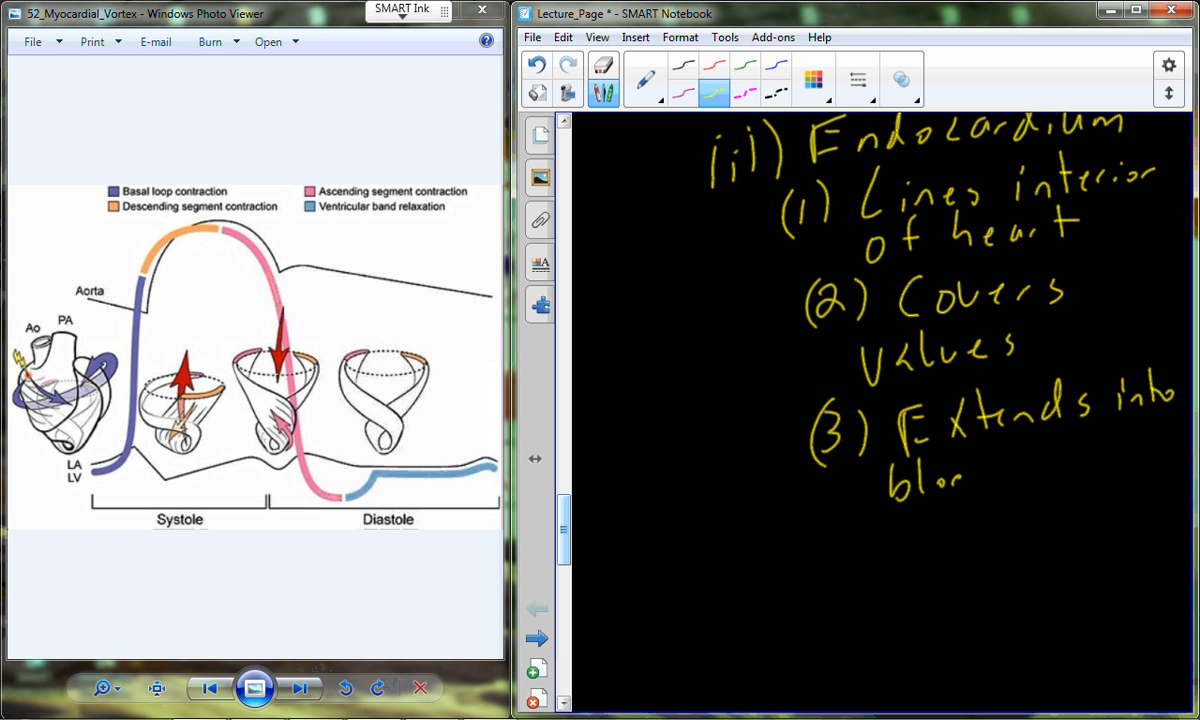 52_Myocardial_Vortex - Windows Photo Viewer
SMART Ink
File Print E-mail Burn Open
Basal loop contraction
Descending segment contraction
Ascending segment contraction
Ventricular band relaxation
Aorta
Ao PA
LA
LV
Systole
Diastole
Lecture_Page * - SMART Notebook
File Edit View Insert Format Tools Add-ons Help
(ii) Endocardium
(1) Lines interior
of heart
(2) Covers
valves
(3) Extends into